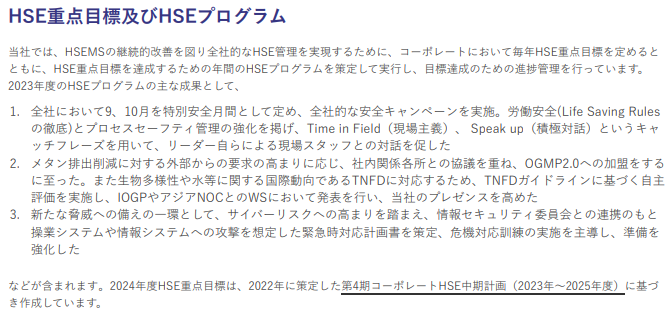 HSE重点目標及びHSEプログラム
当社では、HSEMSの継続的改善を図り全社的なHSE管理を実現するために、コーポレートにおいて毎年HSE重点目標を定めると
ともに、HSE重点目標を達成するための年間のHSEプログラムを策定して実行し、目標達成のための進捗管理を行っています。
2023年度のHSEプログラムの主な成果として、
1. 全社において9、10月を特別安全月間として定め、全社的な安全キャンペーンを実施。労働安全(Life Saving Rules
の徹底)とプロセスセーフティ管理の強化を掲げ、Time in Field（現場主義）、 Speak up（積極対話）というキャ
ッチフレーズを用いて、リーダー自らによる現場スタッフとの対話を促した
2. メタン排出削減に対する外部からの要求の高まりに応じ、社内関係各所との協議を重ね、OGMP2.0への加盟をする
に至った。また生物多様性や水等に関する国際動向であるTNFDに対応するため、TNFDガイドラインに基づく自主
評価を実施し、IOGPやアジアNOCとのWSにおいて発表を行い、当社のプレゼンスを高めた
3. 新たな脅威への備えの一環として、サイバーリスクへの高まりを踏まえ、情報セキュリティ委員会との連携のもと
操業システムや情報システムへの攻撃を想定した緊急時対応計画書を策定、危機対応訓練の実施を主導し、準備を
強化した
などが含まれます。2024年度HSE重点目標は、2022年に策定した第4期コーポレートHSE中期計画（2023年～2025年度）に基づ
き作成しています。